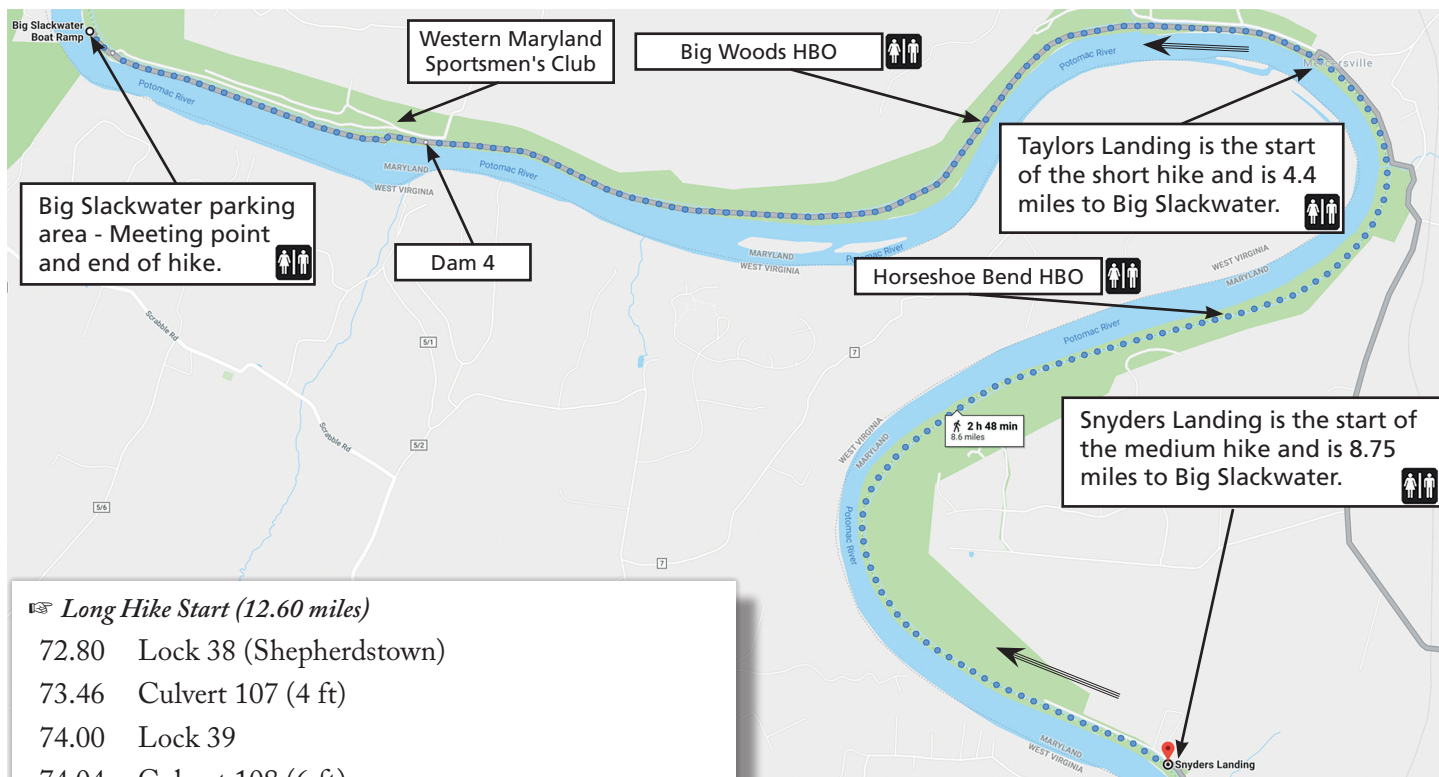 Big Slackwater
Boat Ramp
Western Maryland
Sportsmen's Club
Big Woods HBO
Potomac River
Potomac River
Taylors Landing is the start
of the short hike and is 4.4
miles to Big Slackwater.
Potomac River
MARYLAND
WEST VIRGINIA
Big Slackwater parking
area - Meeting point
and end of hike.
Dam 4
Potomac River
MARYLAND
WEST VIRGINIA
WEST VIRGINIA
MARYLAND
Horseshoe Bend HBO
Scrabble Rd
5/1
7
Potomac River
Snyders Landing is the start of
the medium hike and is 8.75
miles to Big Slackwater.
2 h 48 min
8.6 miles
WEST VIRGINIA
MARYLAND
5/2
Scrabble Rd
5/6
Potomac River
7
☞ Long Hike Start (12.60 miles)
72.80 Lock 38 (Shepherdstown)
73.46 Culvert 107 (4 ft)
74.00 Lock 39
MARYLAND
WEST VIRGINIA
Snyders Landing